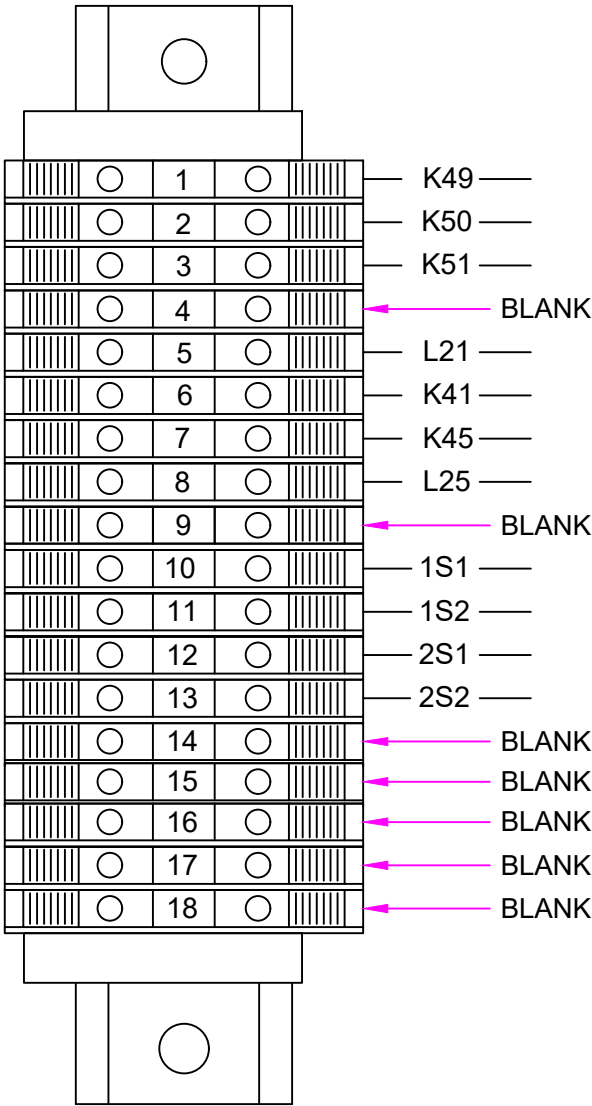 1 K49
2 K50
3 K51
4 BLANK
5 L21
6 K41
7 K45
8 L25
9 BLANK
10 1S1
11 1S2
12 2S1
13 2S2
14 BLANK
15 BLANK
16 BLANK
17 BLANK
18 BLANK